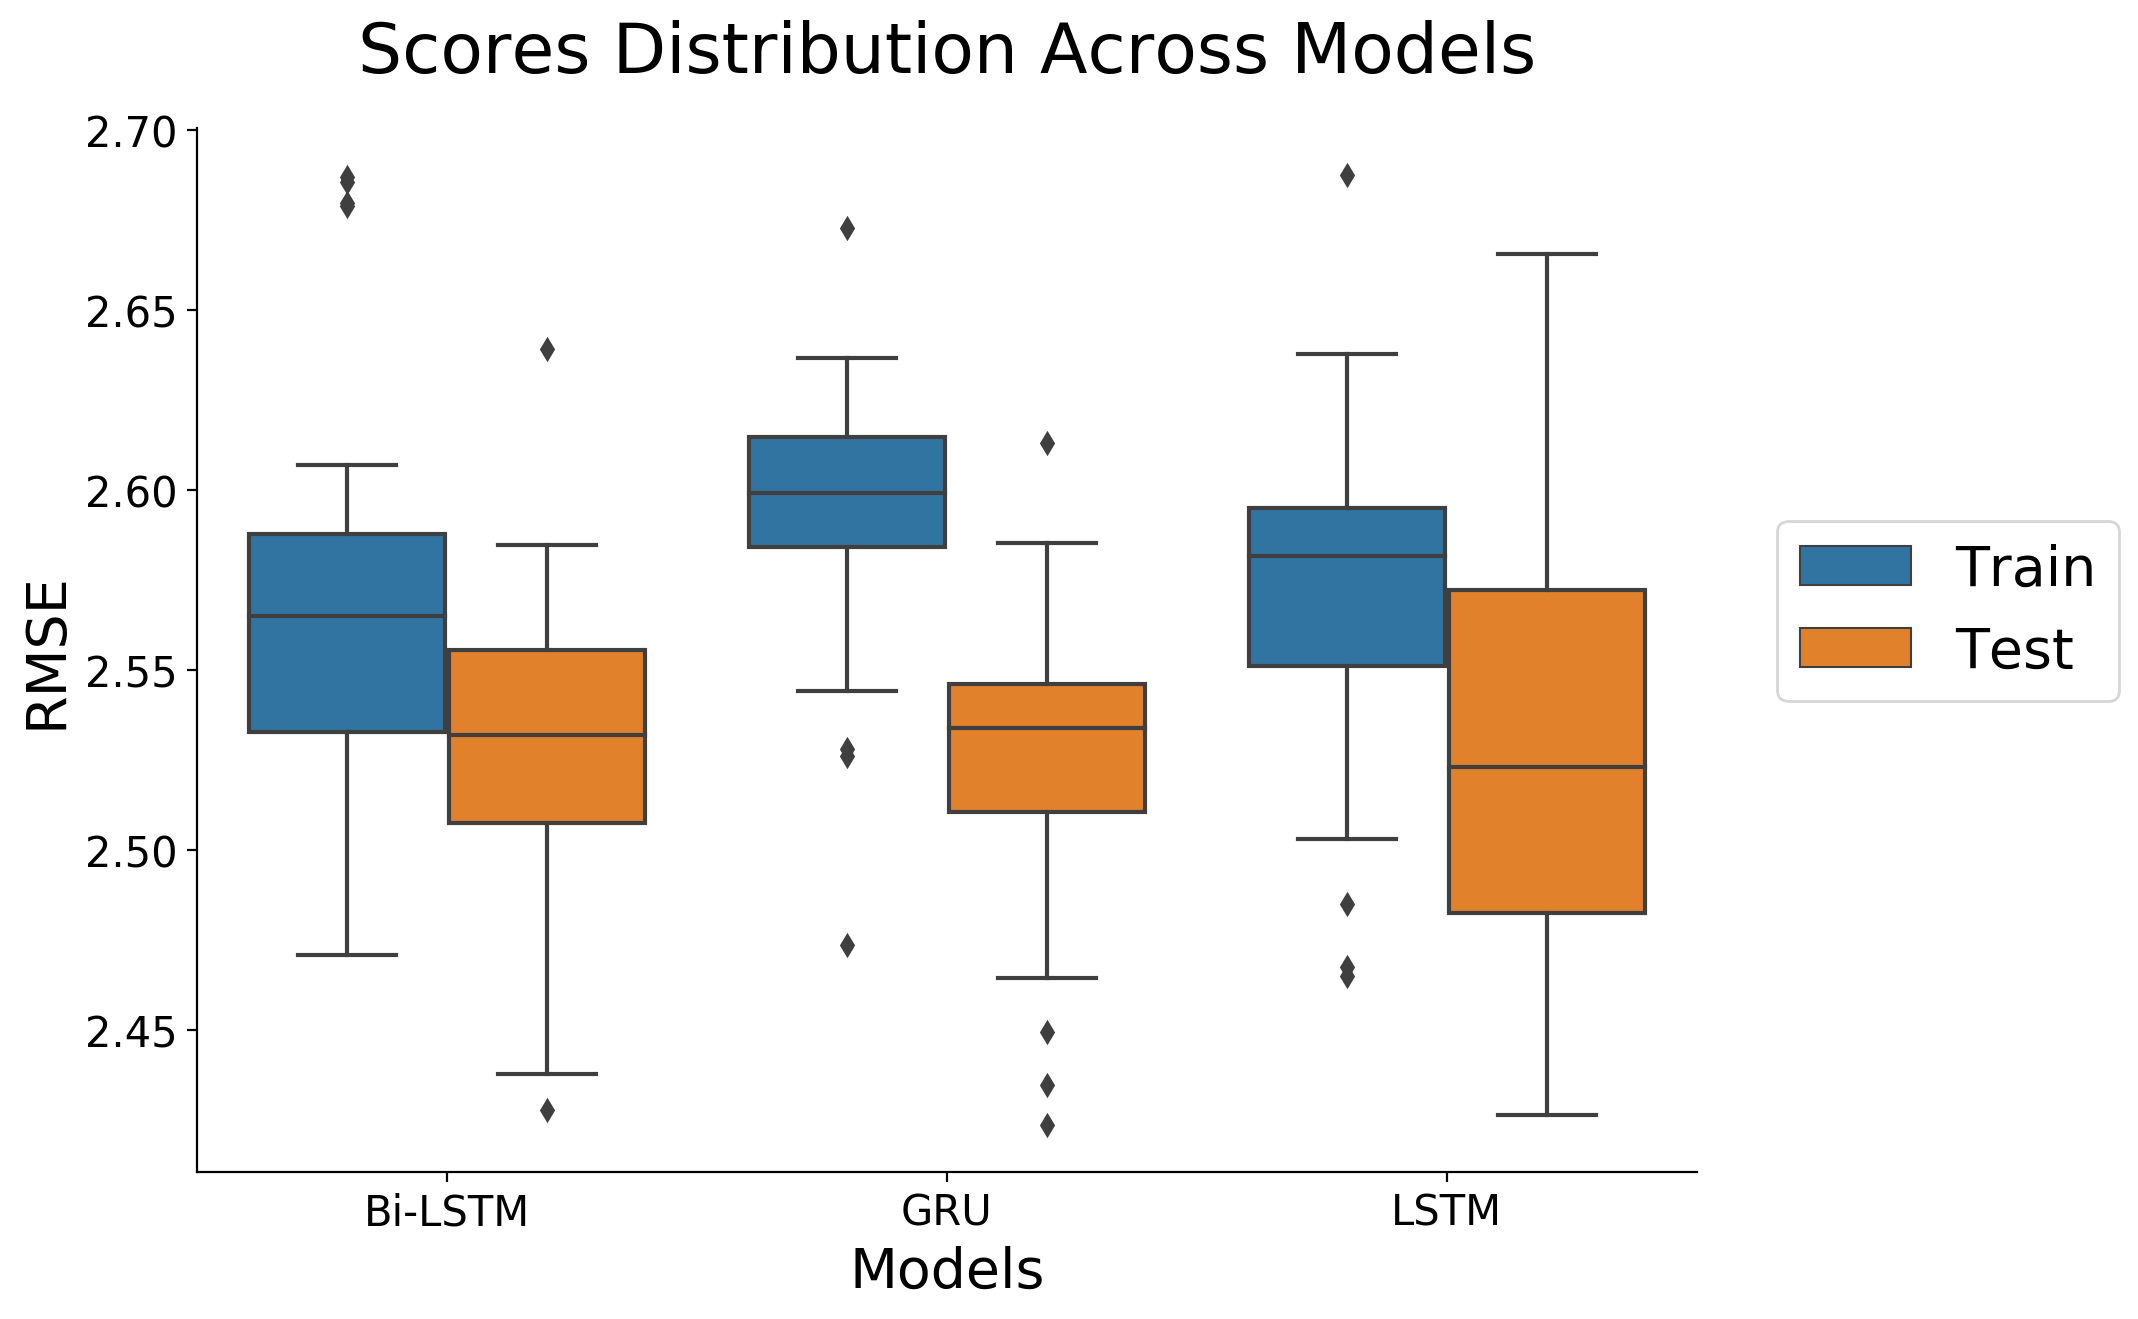 Scores Distribution Across Models
2.70
2.65
2.60
2.55
2.50
2.45
RMSE
Bi-LSTM
GRU
LSTM
Models
Train
Test